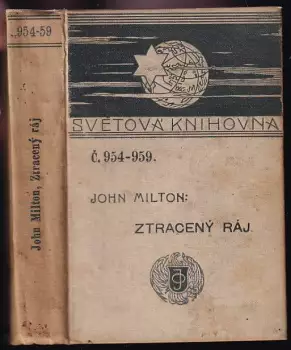 954-59
John Milton, Ztracený ráj
SVĚTOVÁ KNIHOVNA
Č. 954-959.
JOHN MILTON:
ZTRACENÝ RÁJ